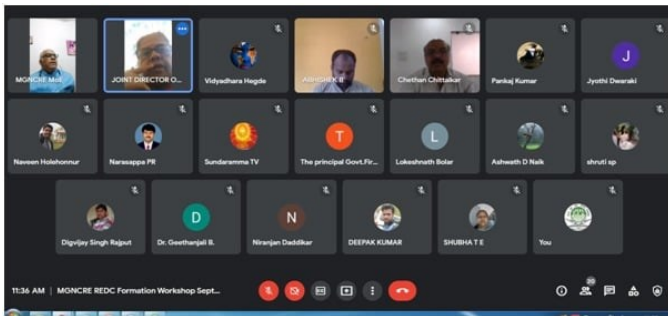 MGNCRE MoE
JOINT DIRECTOR O...
Vidyadhara Hegde
ABHISHEK B
Chethan Chittalkar
Pankaj Kumar
J
Jyothi Dwaraki
Naveen Holehonnur
Narasappa PR
Sundaramma TV
T
The principal Govt.Fir...
L
Lokeshnath Bolar
Ashwath D Naik
shruti sp
Digvijay Singh Rajput
D
Dr. Geethanjali B.
N
Niranjan Daddikar
DEEPAK KUMAR
SHUBHA T E
You
11:36 AM | MGNCRE REDC Formation Workshop Sept...
20